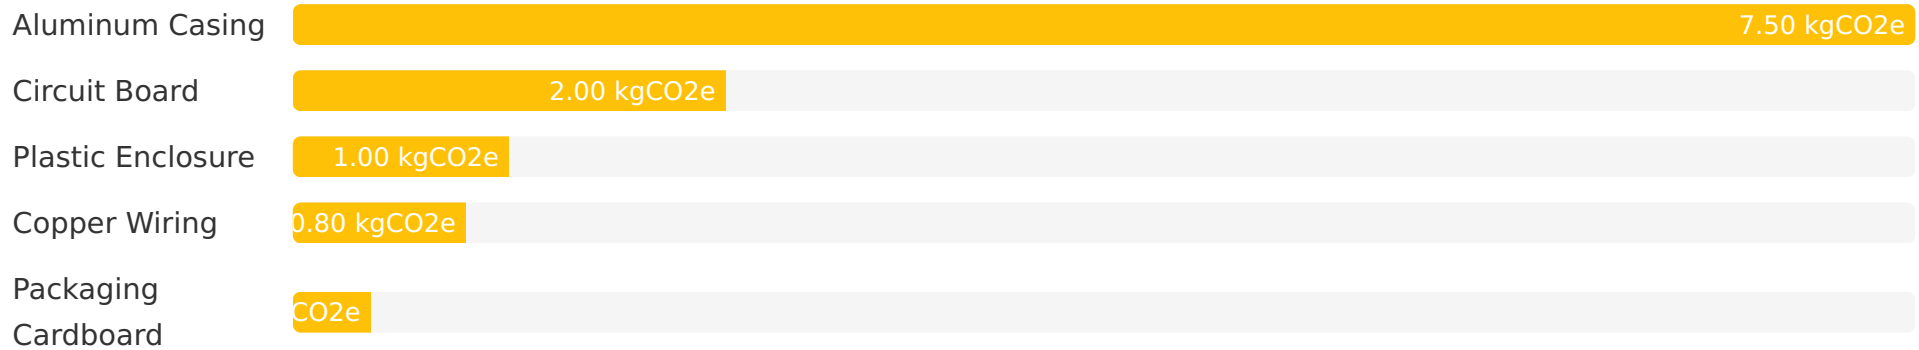 Aluminum Casing
7.50 kgCO2e
Circuit Board
2.00 kgCO2e
Plastic Enclosure
1.00 kgCO2e
Copper Wiring
0.80 kgCO2e
Packaging
Cardboard
CO2e